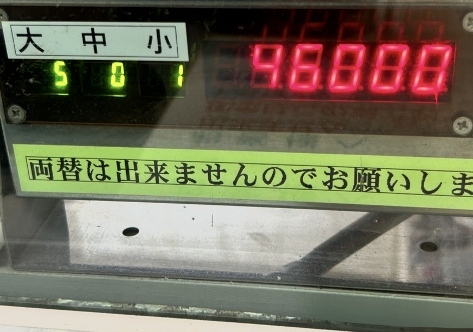 大 中 小
5 0 1 46000
両替は出来ませんのでお願いしま